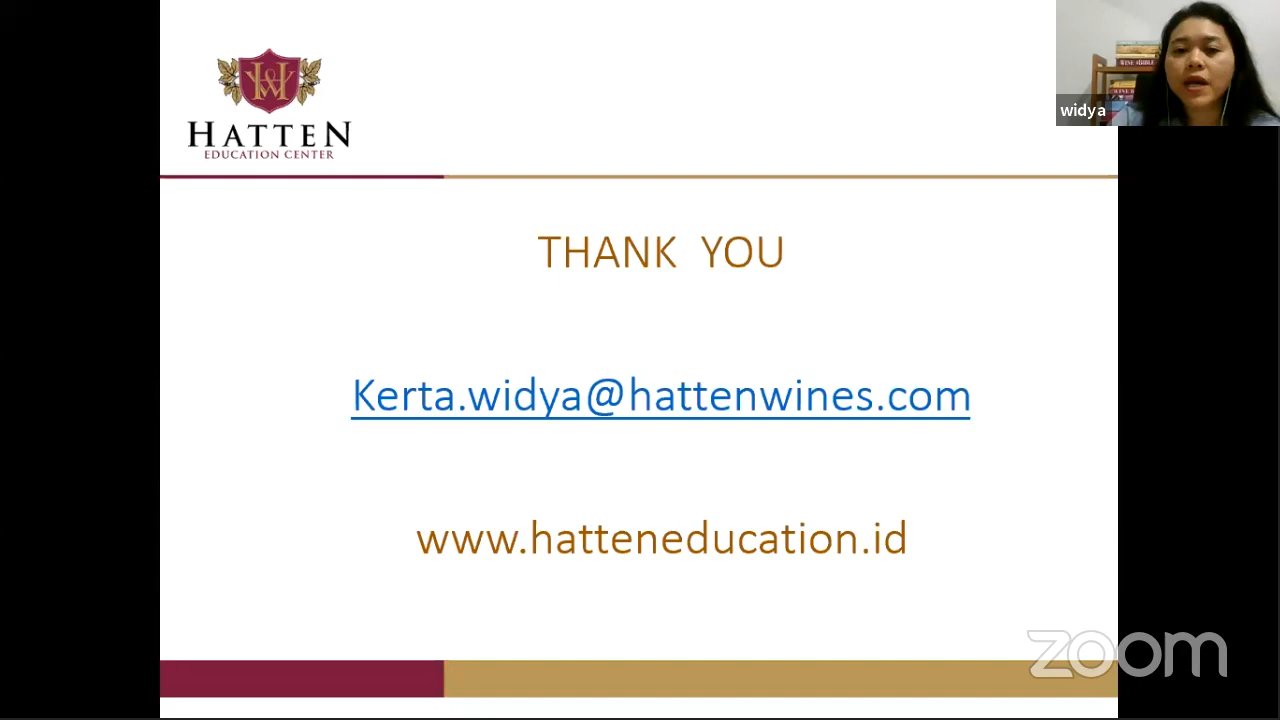 HATTEN
EDUCATION CENTER
widya
THANK YOU
Kerta.widya@hattenwines.com
www.hatteneducation.id
zoom